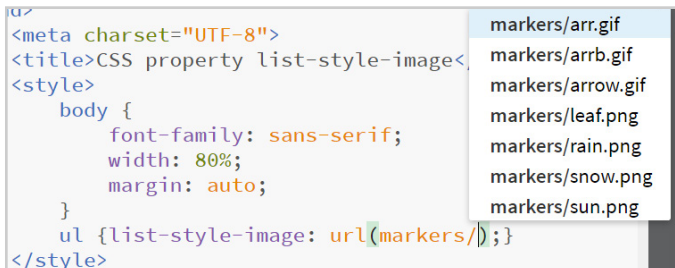 <meta charset="UTF-8">
<title>CSS property list-style-image<
<style>
body {
font-family: sans-serif;
width: 80%;
margin: auto;
}
ul {list-style-image: url(markers/);}
</style>
markers/arr.gif
markers/arrb.gif
markers/arrow.gif
markers/leaf.png
markers/rain.png
markers/snow.png
markers/sun.png